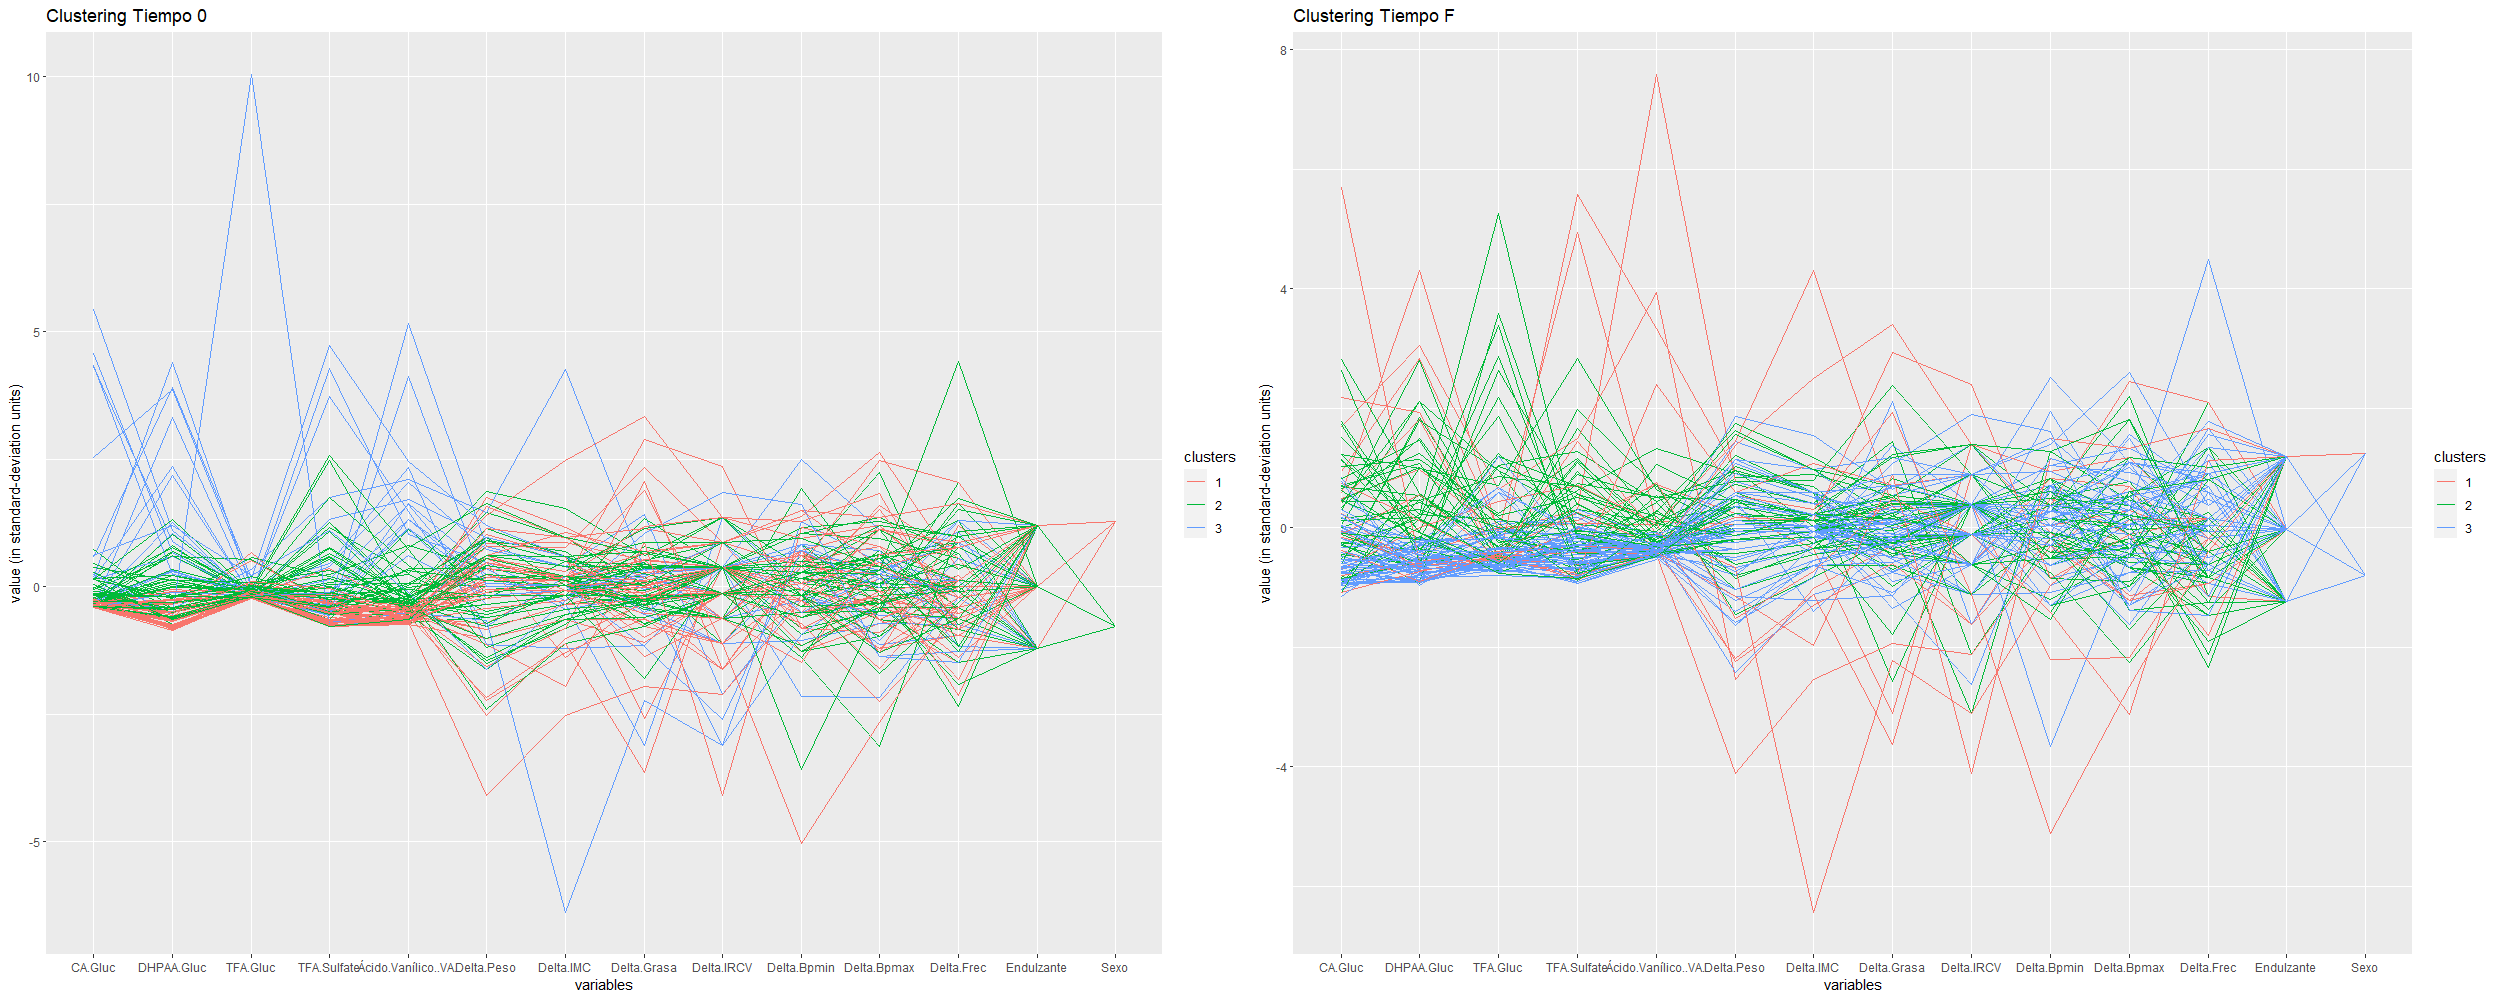 Clustering Tiempo 0
value (in standard-deviation units)
10
5
0
-5
CA.Gluc DHPAA.Gluc TFA.Gluc TFA.Sulfate Ácido.Vanílico..VA. Delta.Peso Delta.IMC Delta.Grasa Delta.IRCV Delta.Bpmin Delta.Bpmax Delta.Frec Endulzante Sexo
variables
clusters
1
2
3
Clustering Tiempo F
value (in standard-deviation units)
8
4
0
-4
CA.Gluc DHPAA.Gluc TFA.Gluc TFA.Sulfate Ácido.Vanílico..VA. Delta.Peso Delta.IMC Delta.Grasa Delta.IRCV Delta.Bpmin Delta.Bpmax Delta.Frec Endulzante Sexo
variables
clusters
1
2
3